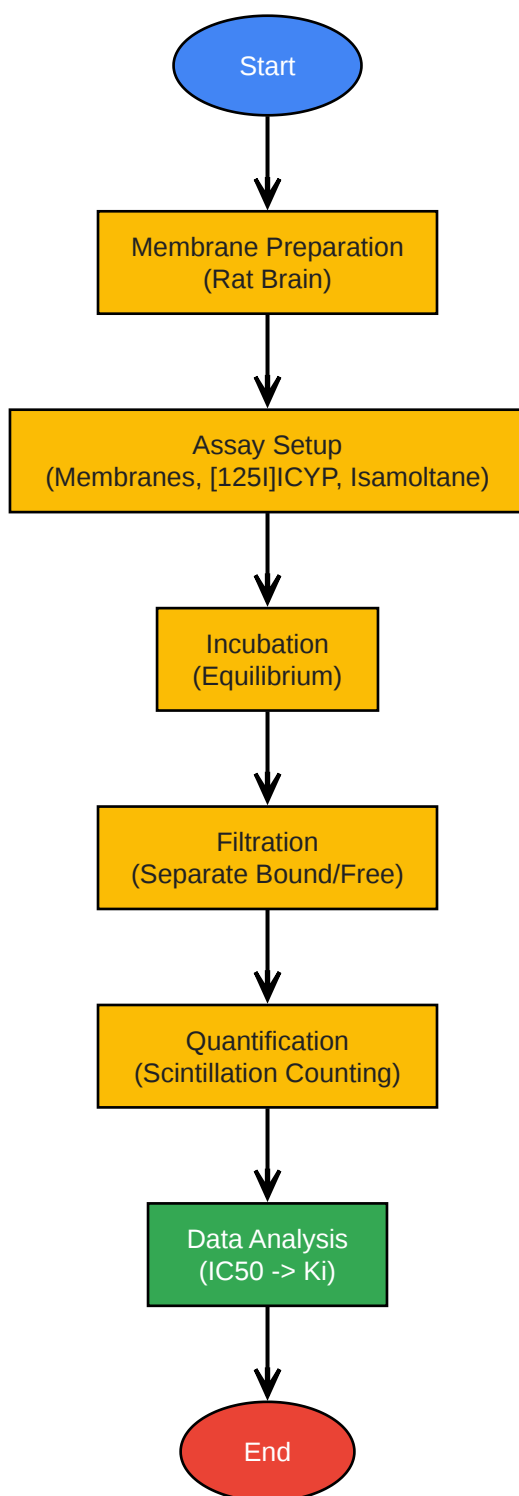 Start
Membrane Preparation
(Rat Brain)
Assay Setup
(Membranes, [125I]ICYP, Isamoltane)
Incubation
(Equilibrium)
Filtration
(Separate Bound/Free)
Quantification
(Scintillation Counting)
Data Analysis
(IC50 -> Ki)
End